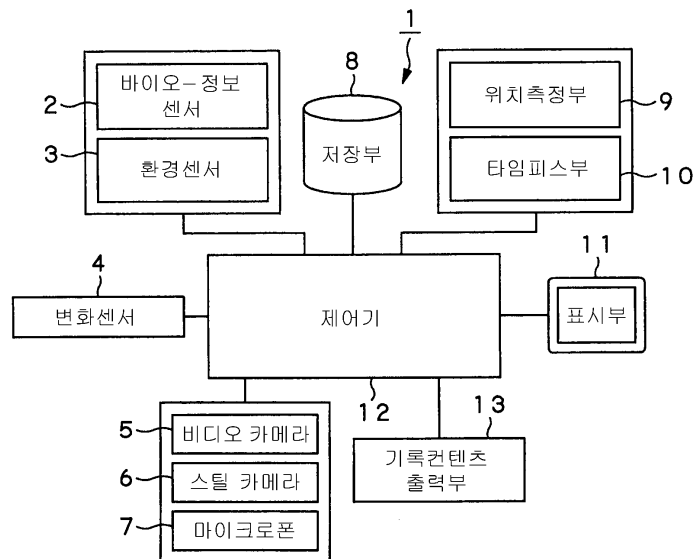 1
8
바이오-정보
센서
2
3
환경센서
저장부
위치측정부
9
타임피스부
10
4
변화센서
제어기
11
표시부
12
13
5
비디오 카메라
6
스틸 카메라
7
마이크로폰
기록컨텐츠
출력부